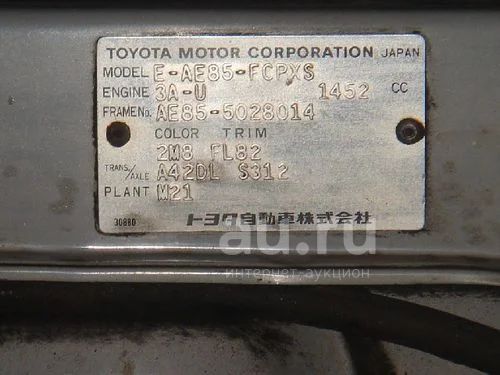 TOYOTA MOTOR CORPORATION JAPAN
MODEL E-AE85-FCPXS
ENGINE 3A-U 1452 CC
FRAME No. AE85-5028014
COLOR TRIM
2M8 FL82
TRANS./AXLE A42DL S312
PLANT M21
30880 トヨタ自動車株式会社
au.ru
интернет-аукцион